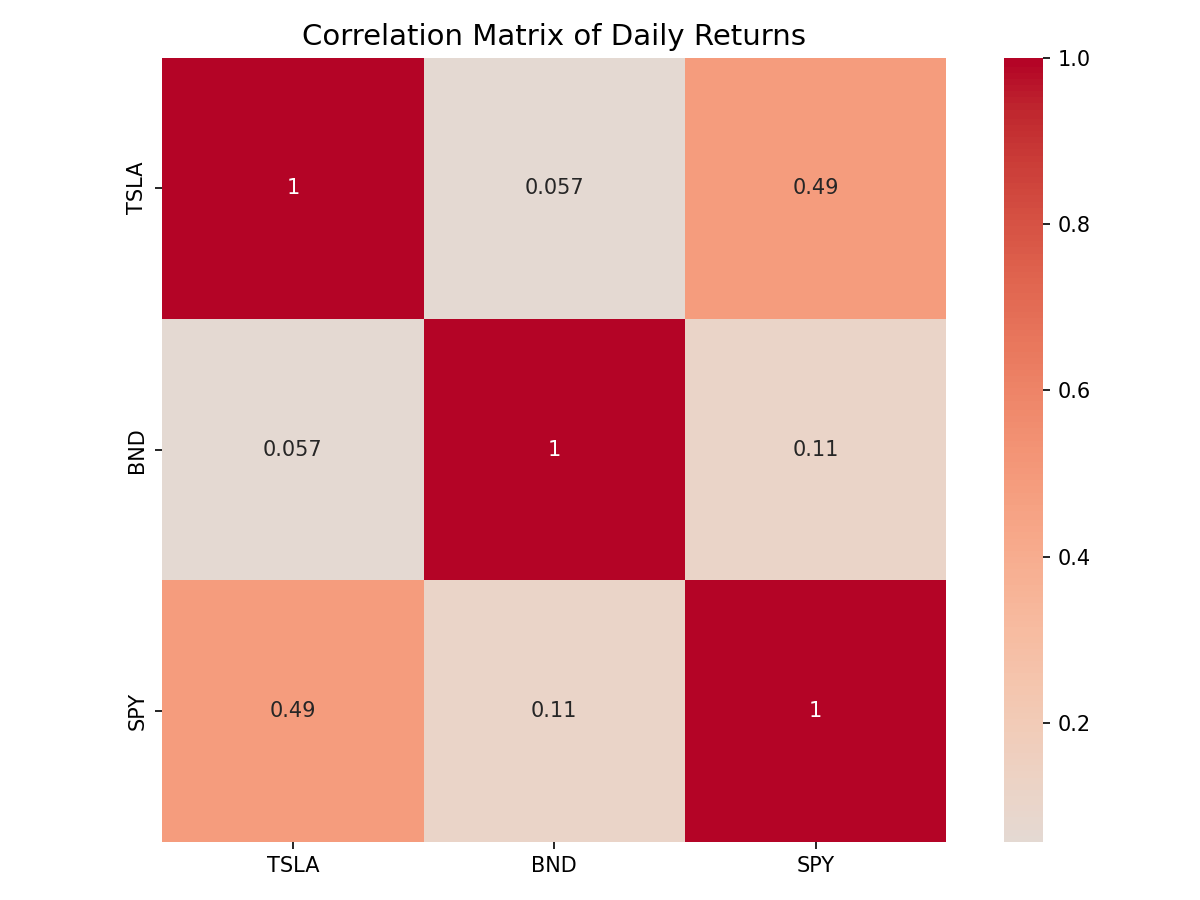 Correlation Matrix of Daily Returns
TSLA 1 0.057 0.49
BND 0.057 1 0.11
SPY 0.49 0.11 1
TSLA BND SPY
1.0
0.8
0.6
0.4
0.2